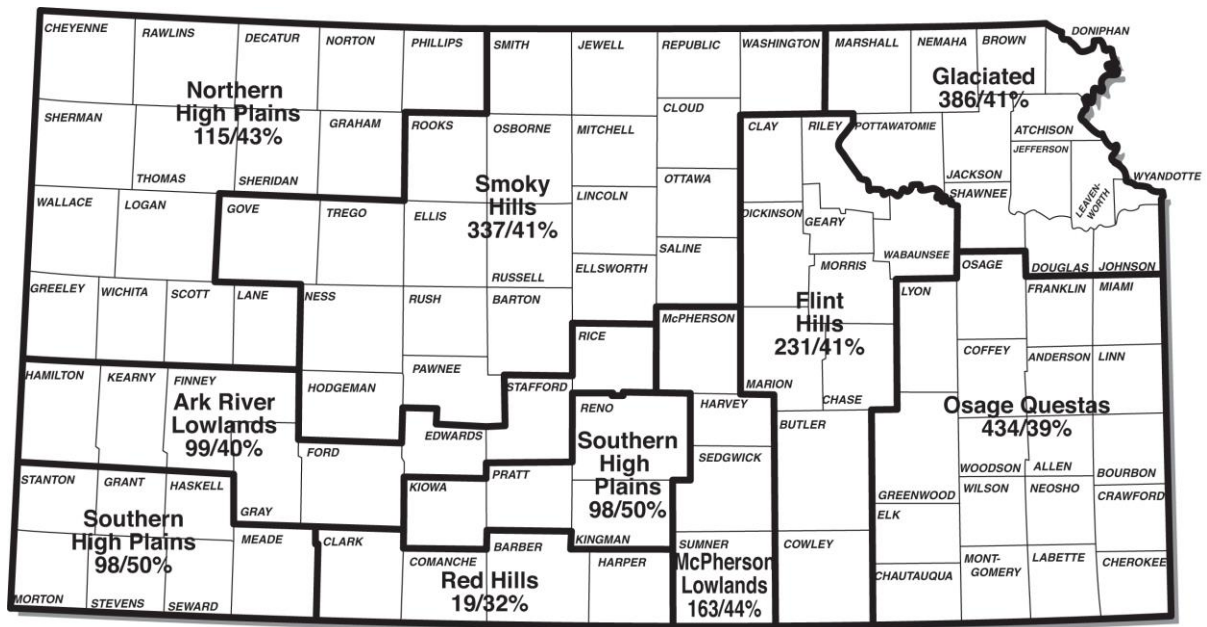 CHEYENNE
RAWLINS
DECATUR
NORTON
PHILLIPS
SMITH
JEWELL
REPUBLIC
WASHINGTON
MARSHALL
NEMAHA
BROWN
DONIPHAN
Northern
High Plains
115/43%
Glaciated
386/41%
SHERMAN
THOMAS
SHERIDAN
GRAHAM
ROOKS
OSBORNE
MITCHELL
CLOUD
CLAY
RILEY
POTTAWATOMIE
JACKSON
ATCHISON
JEFFERSON
LEAVEN-
WORTH
WYANDOTTE
SHAWNEE
Smoky
Hills
337/41%
WALLACE
LOGAN
GOVE
TREGO
ELLIS
RUSSELL
LINCOLN
OTTAWA
SALINE
ELLSWORTH
DICKINSON
GEARY
MORRIS
WABAUNSEE
OSAGE
DOUGLAS
JOHNSON
GREELEY
WICHITA
SCOTT
LANE
NESS
RUSH
BARTON
RICE
McPHERSON
Flint
Hills
231/41%
MARION
CHASE
LYON
COFFEY
FRANKLIN
MIAMI
ANDERSON
LINN
Osage Questas
434/39%
HAMILTON
KEARNY
FINNEY
Ark River
Lowlands
99/40%
GRAY
HODGEMAN
FORD
PAWNEE
EDWARDS
STAFFORD
RENO
HARVEY
SEDGWICK
BUTLER
GREENWOOD
WOODSON
ALLEN
BOURBON
Southern
High
Plains
98/50%
STANTON
GRANT
HASKELL
Southern
High Plains
98/50%
MORTON
STEVENS
SEWARD
MEADE
CLARK
KIOWA
PRATT
KINGMAN
COMANCHE
BARBER
HARPER
Red Hills
19/32%
SUMNER
McPherson
Lowlands
163/44%
COWLEY
ELK
CHAUTAUQUA
WILSON
NEOSHO
CRAWFORD
MONT-
GOMERY
LABETTE
CHEROKEE